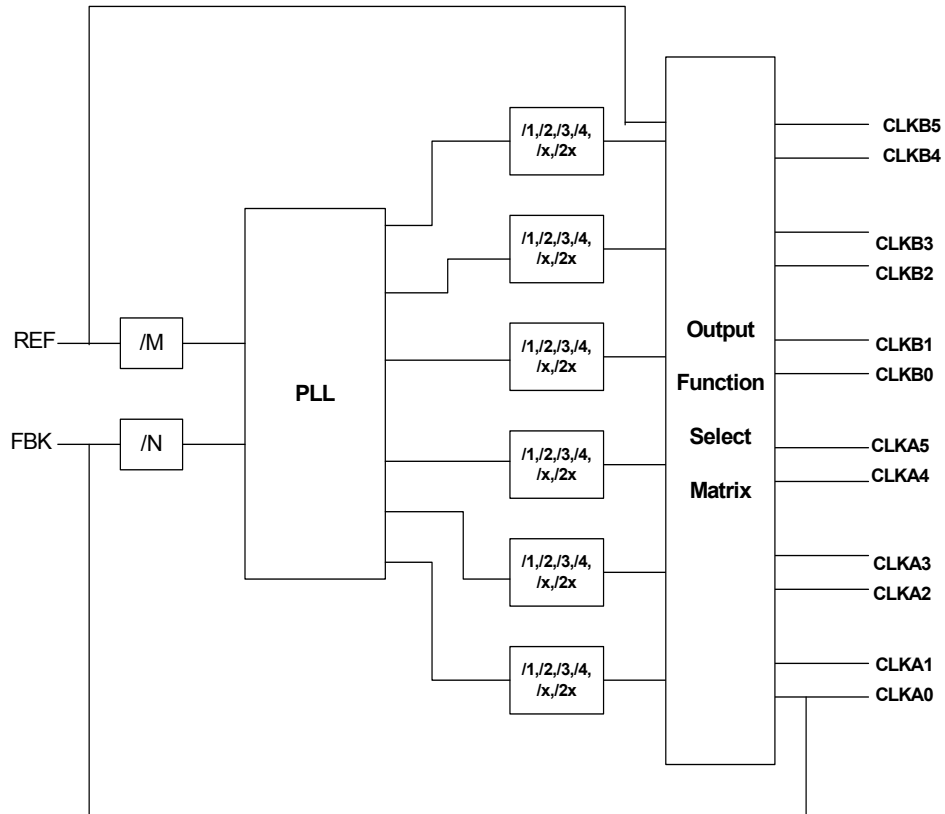 /1,/2,/3,/4,
/x,/2x
CLKB5
CLKB4
/1,/2,/3,/4,
/x,/2x
CLKB3
CLKB2
REF
/M
PLL
/1,/2,/3,/4,
/x,/2x
Output
Function
Select
Matrix
CLKB1
CLKB0
FBK
/N
/1,/2,/3,/4,
/x,/2x
CLKA5
CLKA4
/1,/2,/3,/4,
/x,/2x
CLKA3
CLKA2
/1,/2,/3,/4,
/x,/2x
CLKA1
CLKA0